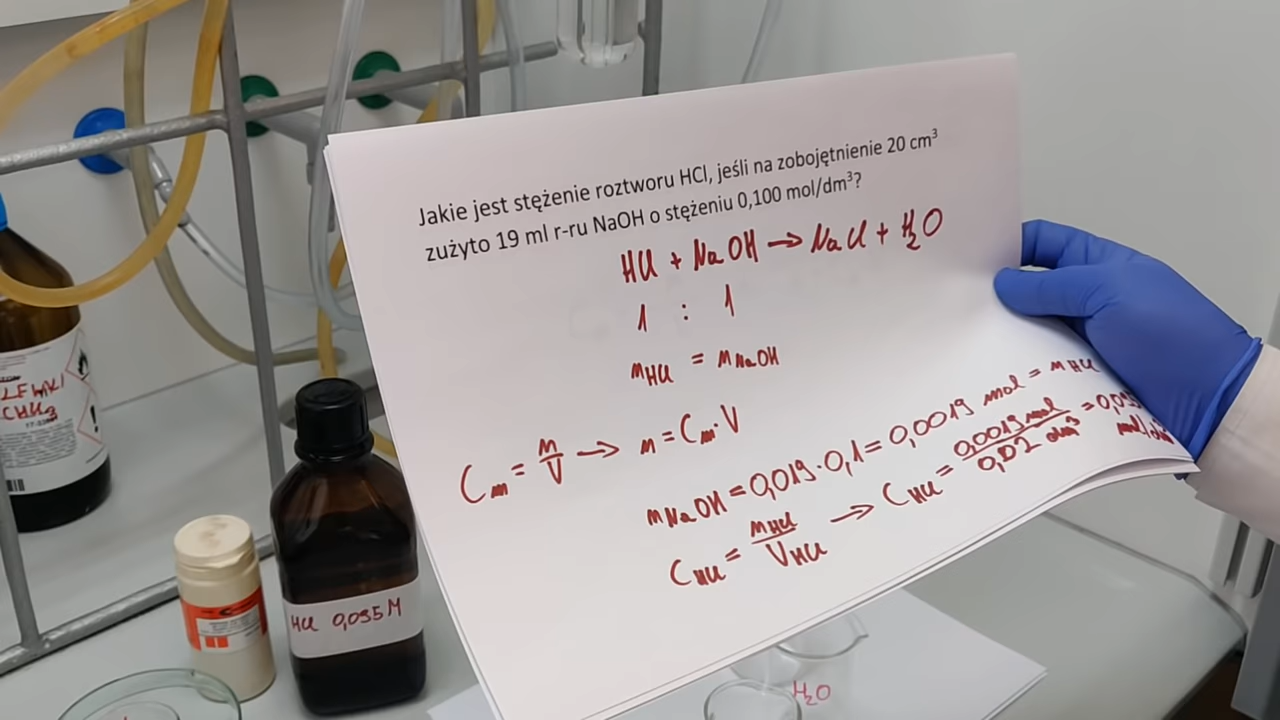 Jakie jest stężenie roztworu HCl, jeśli na zobojętnienie 20 cm³
zużyto 19 ml r-ru NaOH o stężeniu 0,100 mol/dm³?
HCl + NaOH → NaCl + H₂O
1 : 1
nHCl = nNaOH
Cm = n/V → n = Cm·V
nNaOH = 0,019·0,1 = 0,0019 mol = nHCl
CHCl = nHCl/VHCl → CHCl = 0,0019 mol/0,02 dm³ = 0,095 mol/dm³
ZLEWKI
HCl 0,095M
H₂O